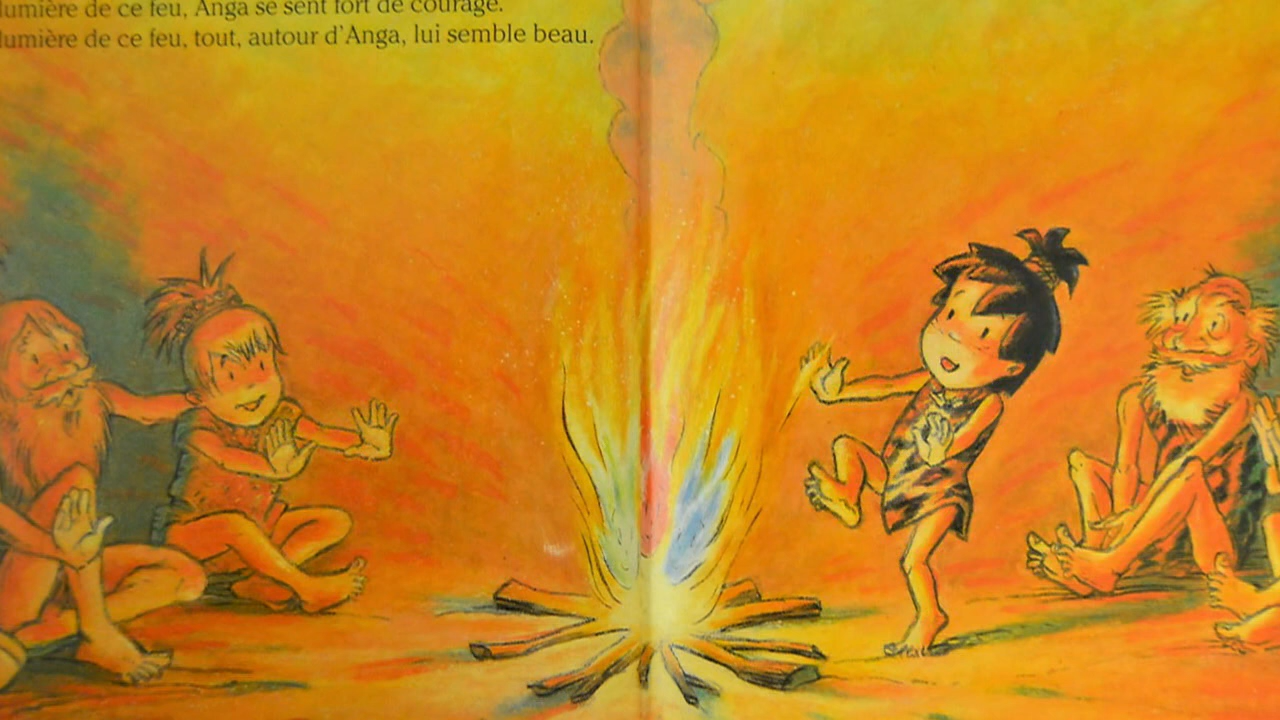 lumière de ce feu, Anga se sent fort de courage.
lumière de ce feu, tout, autour d'Anga, lui semble beau.